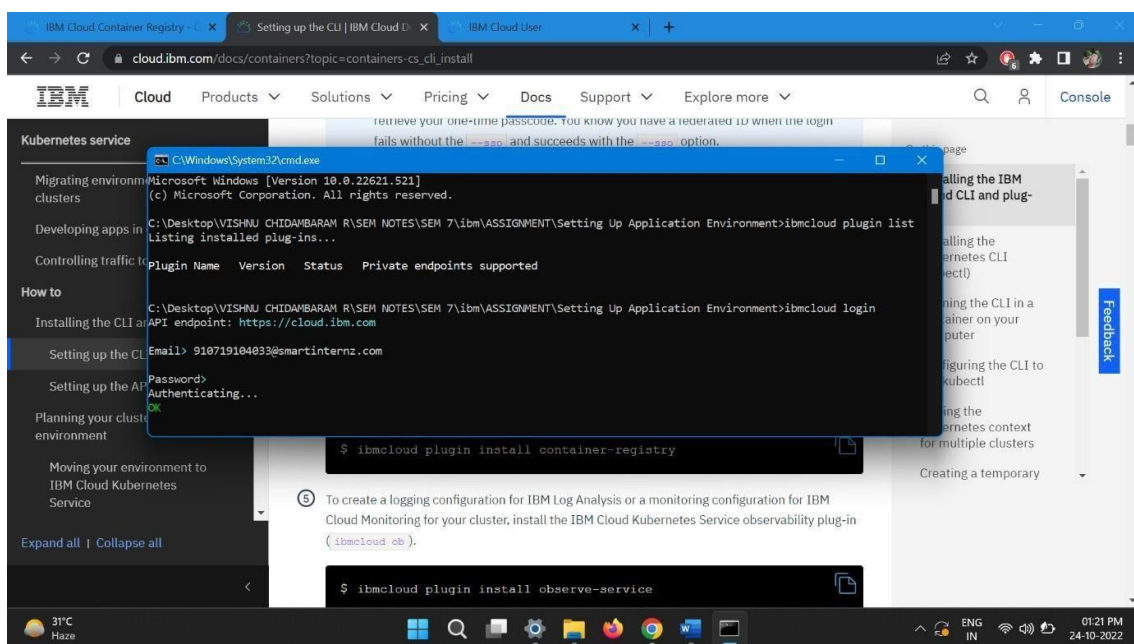 IBM Cloud Container Registry - C
Setting up the CLI | IBM Cloud D
IBM Cloud User
cloud.ibm.com/docs/containers?topic=containers-cs_cli_install
6
IBM Cloud Products Solutions Pricing Docs Support Explore more Console
Kubernetes service
Migrating environm
clusters
Developing apps in
Controlling traffic to
How to
Installing the CLI ar
Setting up the CL
Setting up the AP
Planning your cluste
environment
Moving your environment to
IBM Cloud Kubernetes
Service
Expand all | Collapse all
retrieve your one-time passcode. You know you have a federated ID when the login
fails without the --sso and succeeds with the --sso option.
C:\Windows\System32\cmd.exe
Microsoft Windows [Version 10.0.22621.521]
(c) Microsoft Corporation. All rights reserved.
C:\Desktop\VISHNU CHIDAMBARAM R\SEM NOTES\SEM 7\ibm\ASSIGNMENT\Setting Up Application Environment>ibmcloud plugin list
Listing installed plug-ins...
Plugin Name Version Status Private endpoints supported
C:\Desktop\VISHNU CHIDAMBARAM R\SEM NOTES\SEM 7\ibm\ASSIGNMENT\Setting Up Application Environment>ibmcloud login
API endpoint: https://cloud.ibm.com
Email> 910719104033@smartinternz.com
Password>
Authenticating...
OK
$ ibmcloud plugin install container-registry
5 To create a logging configuration for IBM Log Analysis or a monitoring configuration for IBM
Cloud Monitoring for your cluster, install the IBM Cloud Kubernetes Service observability plug-in
( ibmcloud ob ).
$ ibmcloud plugin install observe-service
page
alling the IBM
d CLI and plug-
alling the
ernetes CLI
ectl)
ning the CLI in a
ainer on your
puter
figuring the CLI to
kubectl
ing the
ernetes context
for multiple clusters
Creating a temporary
Feedback
31°C
Haze
ENG
IN
01:21 PM
24-10-2022